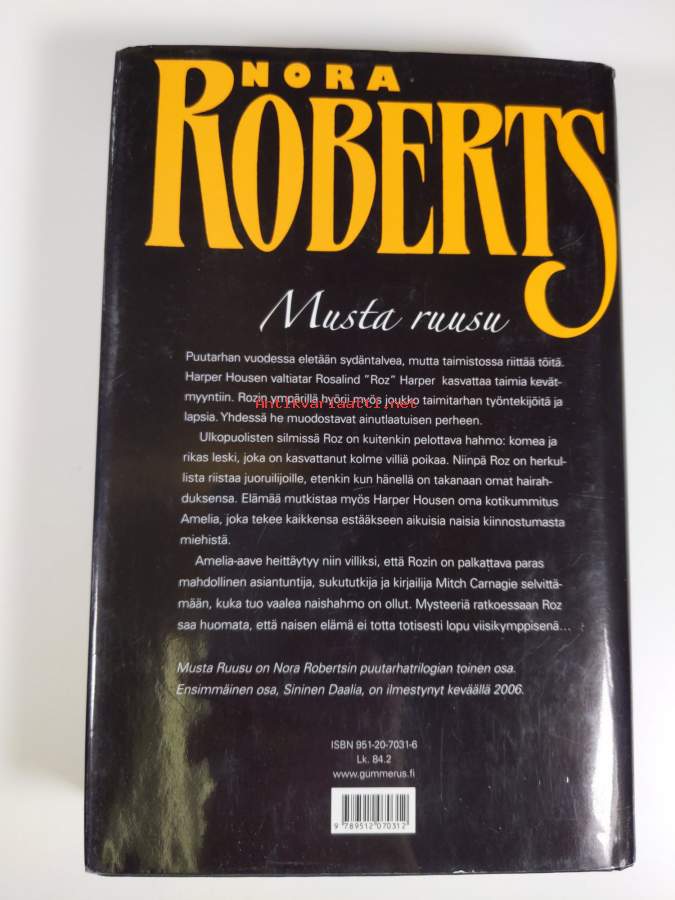 NORA
ROBERTS
Musta ruusu
Puutarhan vuodessa eletään sydäntalvea, mutta taimistossa riittää töitä.
Harper Housen valtiatar Rosalind ”Roz” Harper kasvattaa taimia kevät-
myyntiin. Rozin ympärillä hyörii myös joukko taimitarhan työntekijöitä ja
Antikvariaatti.net
lapsia. Yhdessä he muodostavat ainutlaatuisen perheen.
Ulkopuolisten silmissä Roz on kuitenkin pelottava hahmo: komea ja
rikas leski, joka on kasvattanut kolme villiä poikaa. Niinpä Roz on herkul-
lista riistaa juoruilijoille, etenkin kun hänellä on takanaan omat hairah-
duksensa. Elämää mutkistaa myös Harper Housen oma kotikummitus
Amelia, joka tekee kaikkensa estääkseen aikuisia naisia kiinnostumasta
miehistä.
Amelia-aave heittäytyy niin villiksi, että Rozin on palkattava paras
mahdollinen asiantuntija, sukututkija ja kirjailija Mitch Carnagie selvittä-
mään, kuka tuo vaalea naishahmo on ollut. Mysteeriä ratkoessaan Roz
saa huomata, että naisen elämä ei totta totisesti lopu viisikymppisenä...
Musta Ruusu on Nora Robertsin puutarhatrilogian toinen osa.
Ensimmäinen osa, Sininen Daalia, on ilmestynyt keväällä 2006.
ISBN 951-20-7031-6
Lk. 84.2
www.gummerus.fi
9 789512 070312